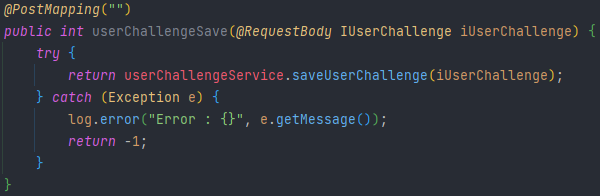 @PostMapping("")
public int userChallengeSave(@RequestBody IUserChallenge iUserChallenge) {
    try {
        return userChallengeService.saveUserChallenge(iUserChallenge);
    } catch (Exception e) {
        log.error("Error : {}", e.getMessage());
        return -1;
    }
}